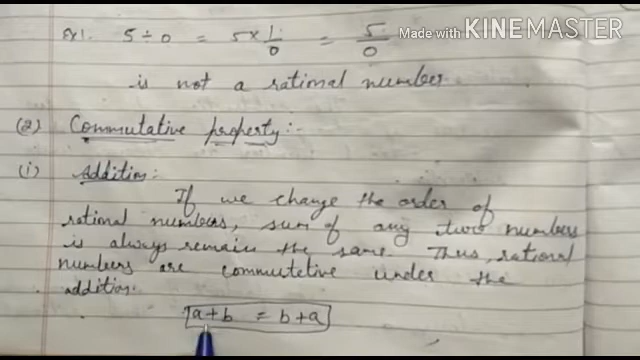 Ex1. 5 ÷ 0 = 5 × 1/0 = 5/0
Made with KINEMASTER
is not a rational number
(2) Commutative property:-
(i) Addition:
If we change the order of
rational numbers, sum of any two numbers
is always remain the same. Thus, rational
numbers are commutetive under the
addition.
a+b = b+a